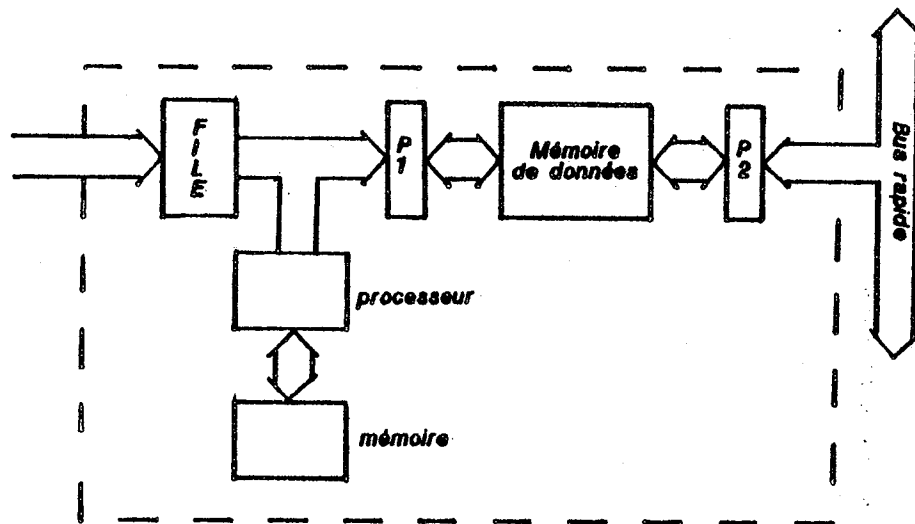 FILE
P1
Mémoire
de données
P2
Bus rapide
processeur
mémoire